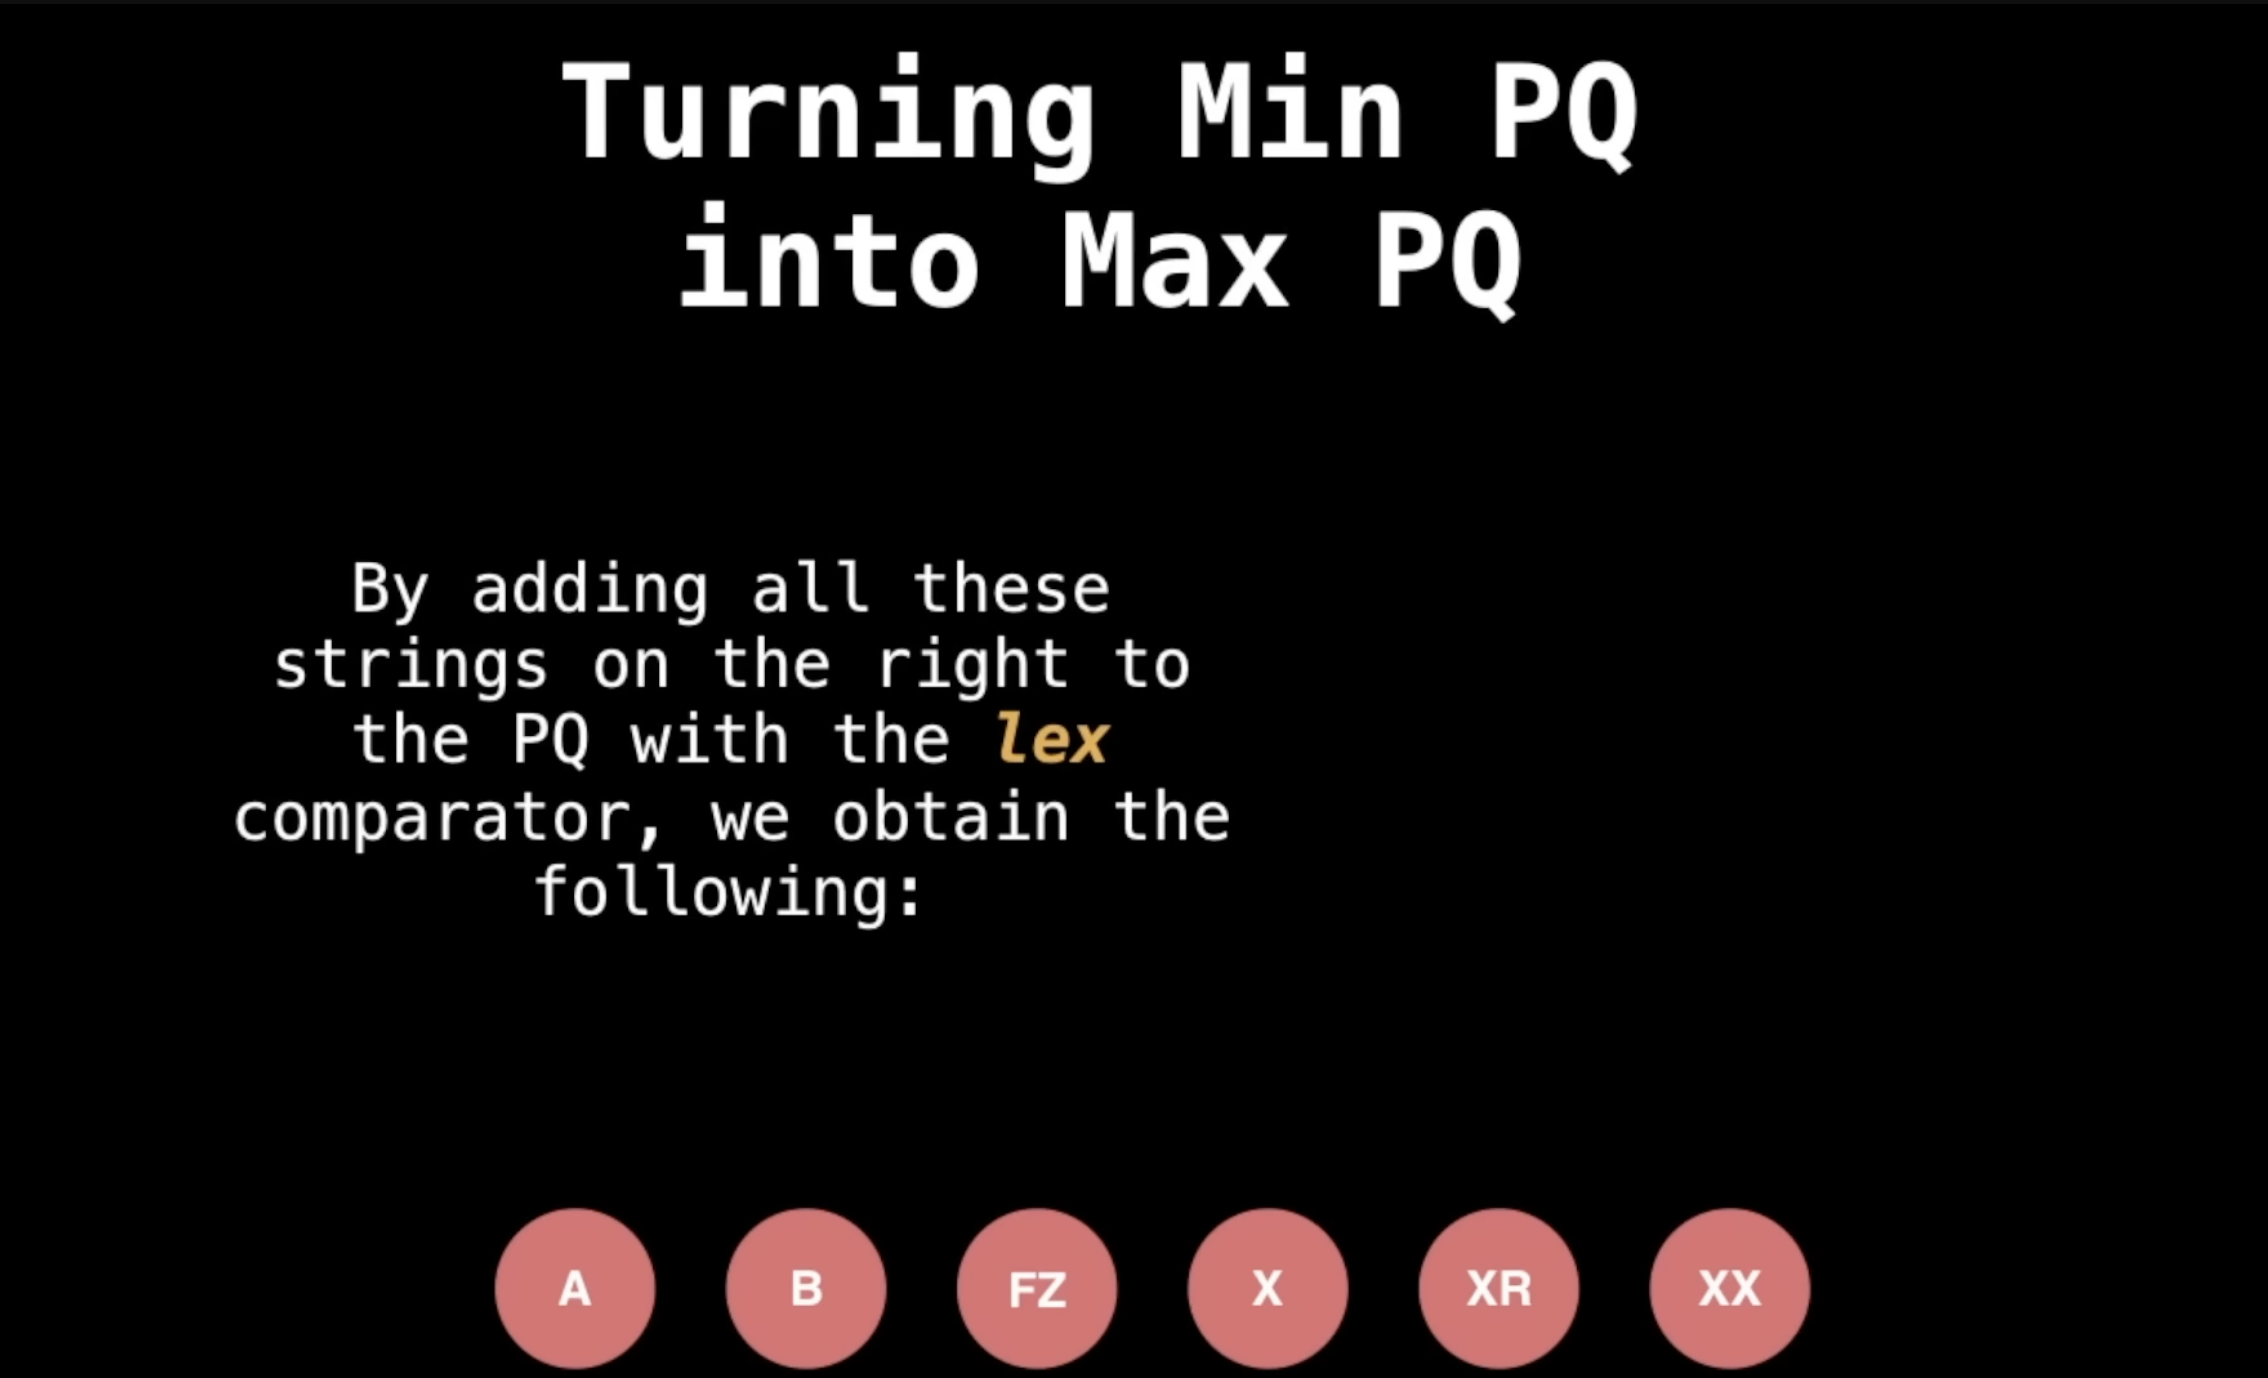 Turning Min PQ
into Max PQ
By adding all these
strings on the right to
the PQ with the lex
comparator, we obtain the
following:
A B FZ X XR XX